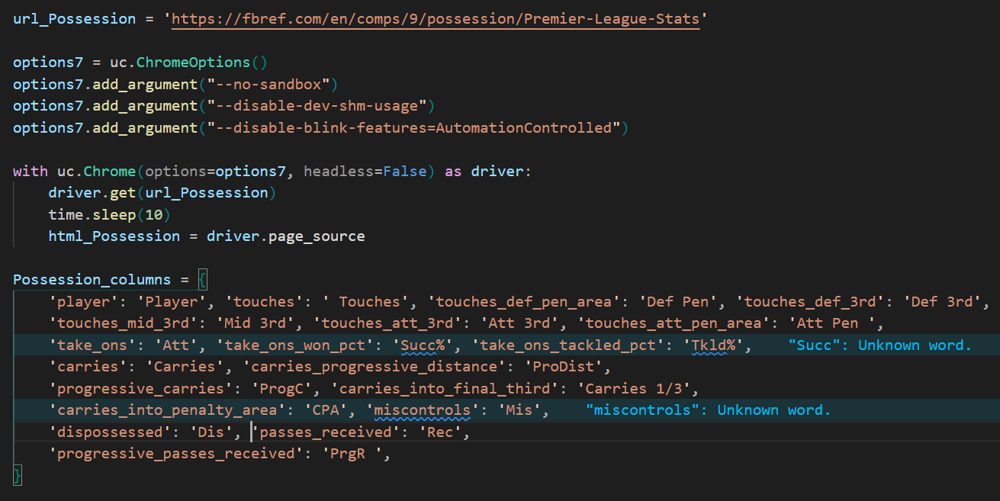 url_Possession = 'https://fbref.com/en/comps/9/possession/Premier-League-Stats'
options7 = uc.ChromeOptions()
options7.add_argument("--no-sandbox")
options7.add_argument("--disable-dev-shm-usage")
options7.add_argument("--disable-blink-features=AutomationControlled")
with uc.Chrome(options=options7, headless=False) as driver:
    driver.get(url_Possession)
    time.sleep(10)
    html_Possession = driver.page_source
Possession_columns = {
    'player': 'Player', 'touches': ' Touches', 'touches_def_pen_area': 'Def Pen', 'touches_def_3rd': 'Def 3rd',
    'touches_mid_3rd': 'Mid 3rd', 'touches_att_3rd': 'Att 3rd', 'touches_att_pen_area': 'Att Pen ',
    'take_ons': 'Att', 'take_ons_won_pct': 'Succ%', 'take_ons_tackled_pct': 'Tkld%',    "Succ": Unknown word.
    'carries': 'Carries', 'carries_progressive_distance': 'ProDist',
    'progressive_carries': 'ProgC', 'carries_into_final_third': 'Carries 1/3',
    'carries_into_penalty_area': 'CPA', 'miscontrols': 'Mis',    "miscontrols": Unknown word.
    'dispossessed': 'Dis', 'passes_received': 'Rec',
    'progressive_passes_received': 'PrgR ',
}